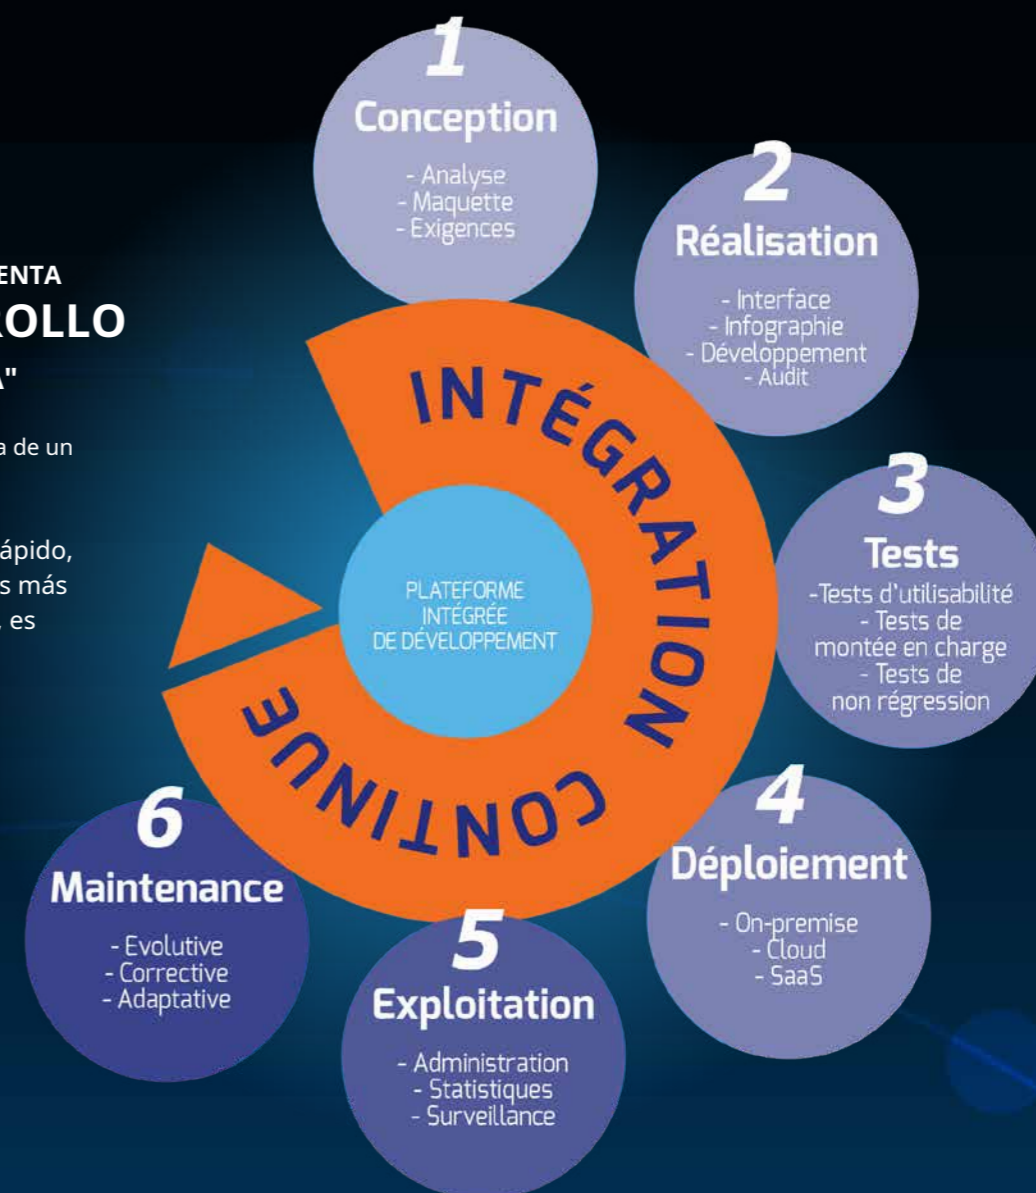 ENTA
ROLLO
A"
a de un
ápido,
s más
, es
1
Conception
- Analyse
- Maquette
- Exigences
2
Réalisation
- Interface
- Infographie
- Développement
- Audit
3
Tests
-Tests d'utilisabilité
- Tests de
montée en charge
- Tests de
non régression
4
Déploiement
- On-premise
- Cloud
- SaaS
5
Exploitation
- Administration
- Statistiques
- Surveillance
6
Maintenance
- Evolutive
- Corrective
- Adaptative
INTÉGRATION CONTINUE
PLATEFORME
INTÉGRÉE
DE DÉVELOPPEMENT